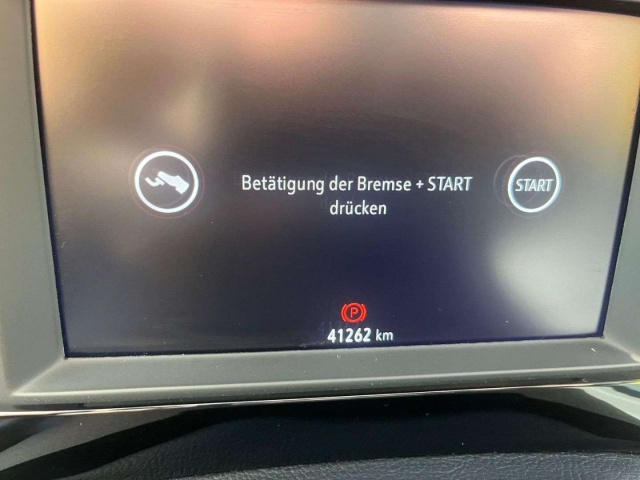 Betätigung der Bremse + START
drücken
START
P
41262 km